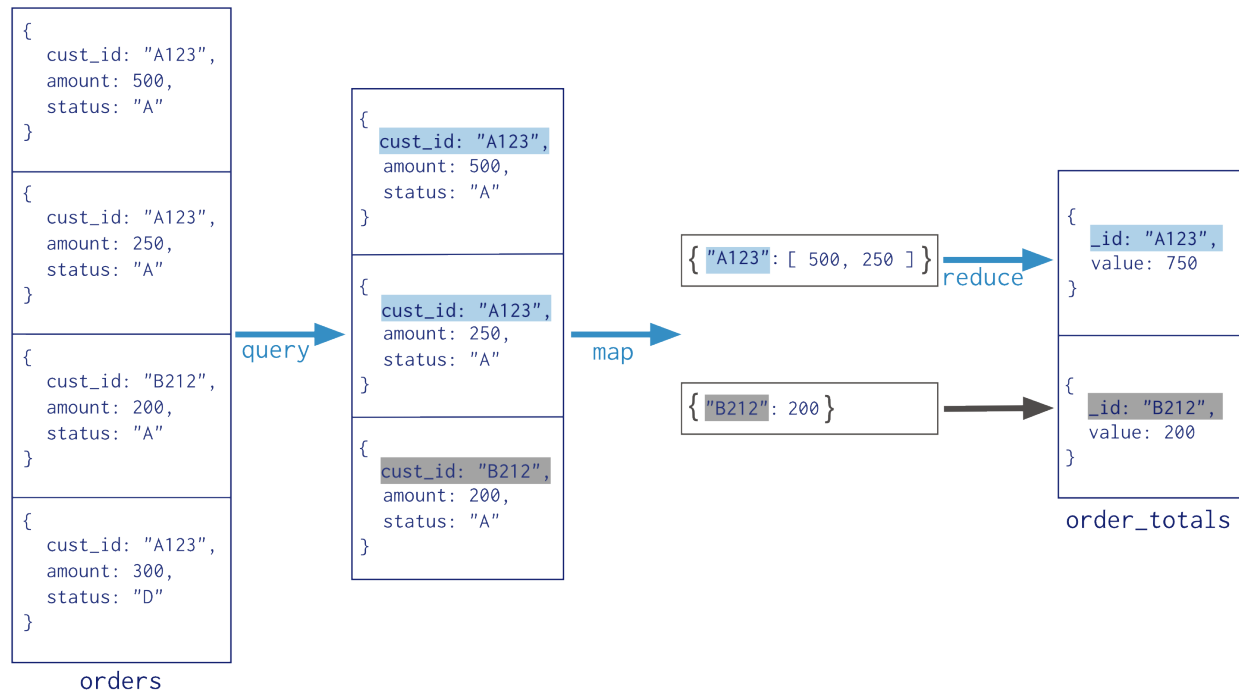 {
cust_id: "A123",
amount: 500,
status: "A"
}
{
cust_id: "A123",
amount: 250,
status: "A"
}
{
cust_id: "B212",
amount: 200,
status: "A"
}
{
cust_id: "A123",
amount: 300,
status: "D"
}
orders
query
{
cust_id: "A123",
amount: 500,
status: "A"
}
{
cust_id: "A123",
amount: 250,
status: "A"
}
{
cust_id: "B212",
amount: 200,
status: "A"
}
map
{ "A123": [ 500, 250 ] }
{ "B212": 200 }
reduce
{
_id: "A123",
value: 750
}
{
_id: "B212",
value: 200
}
order_totals